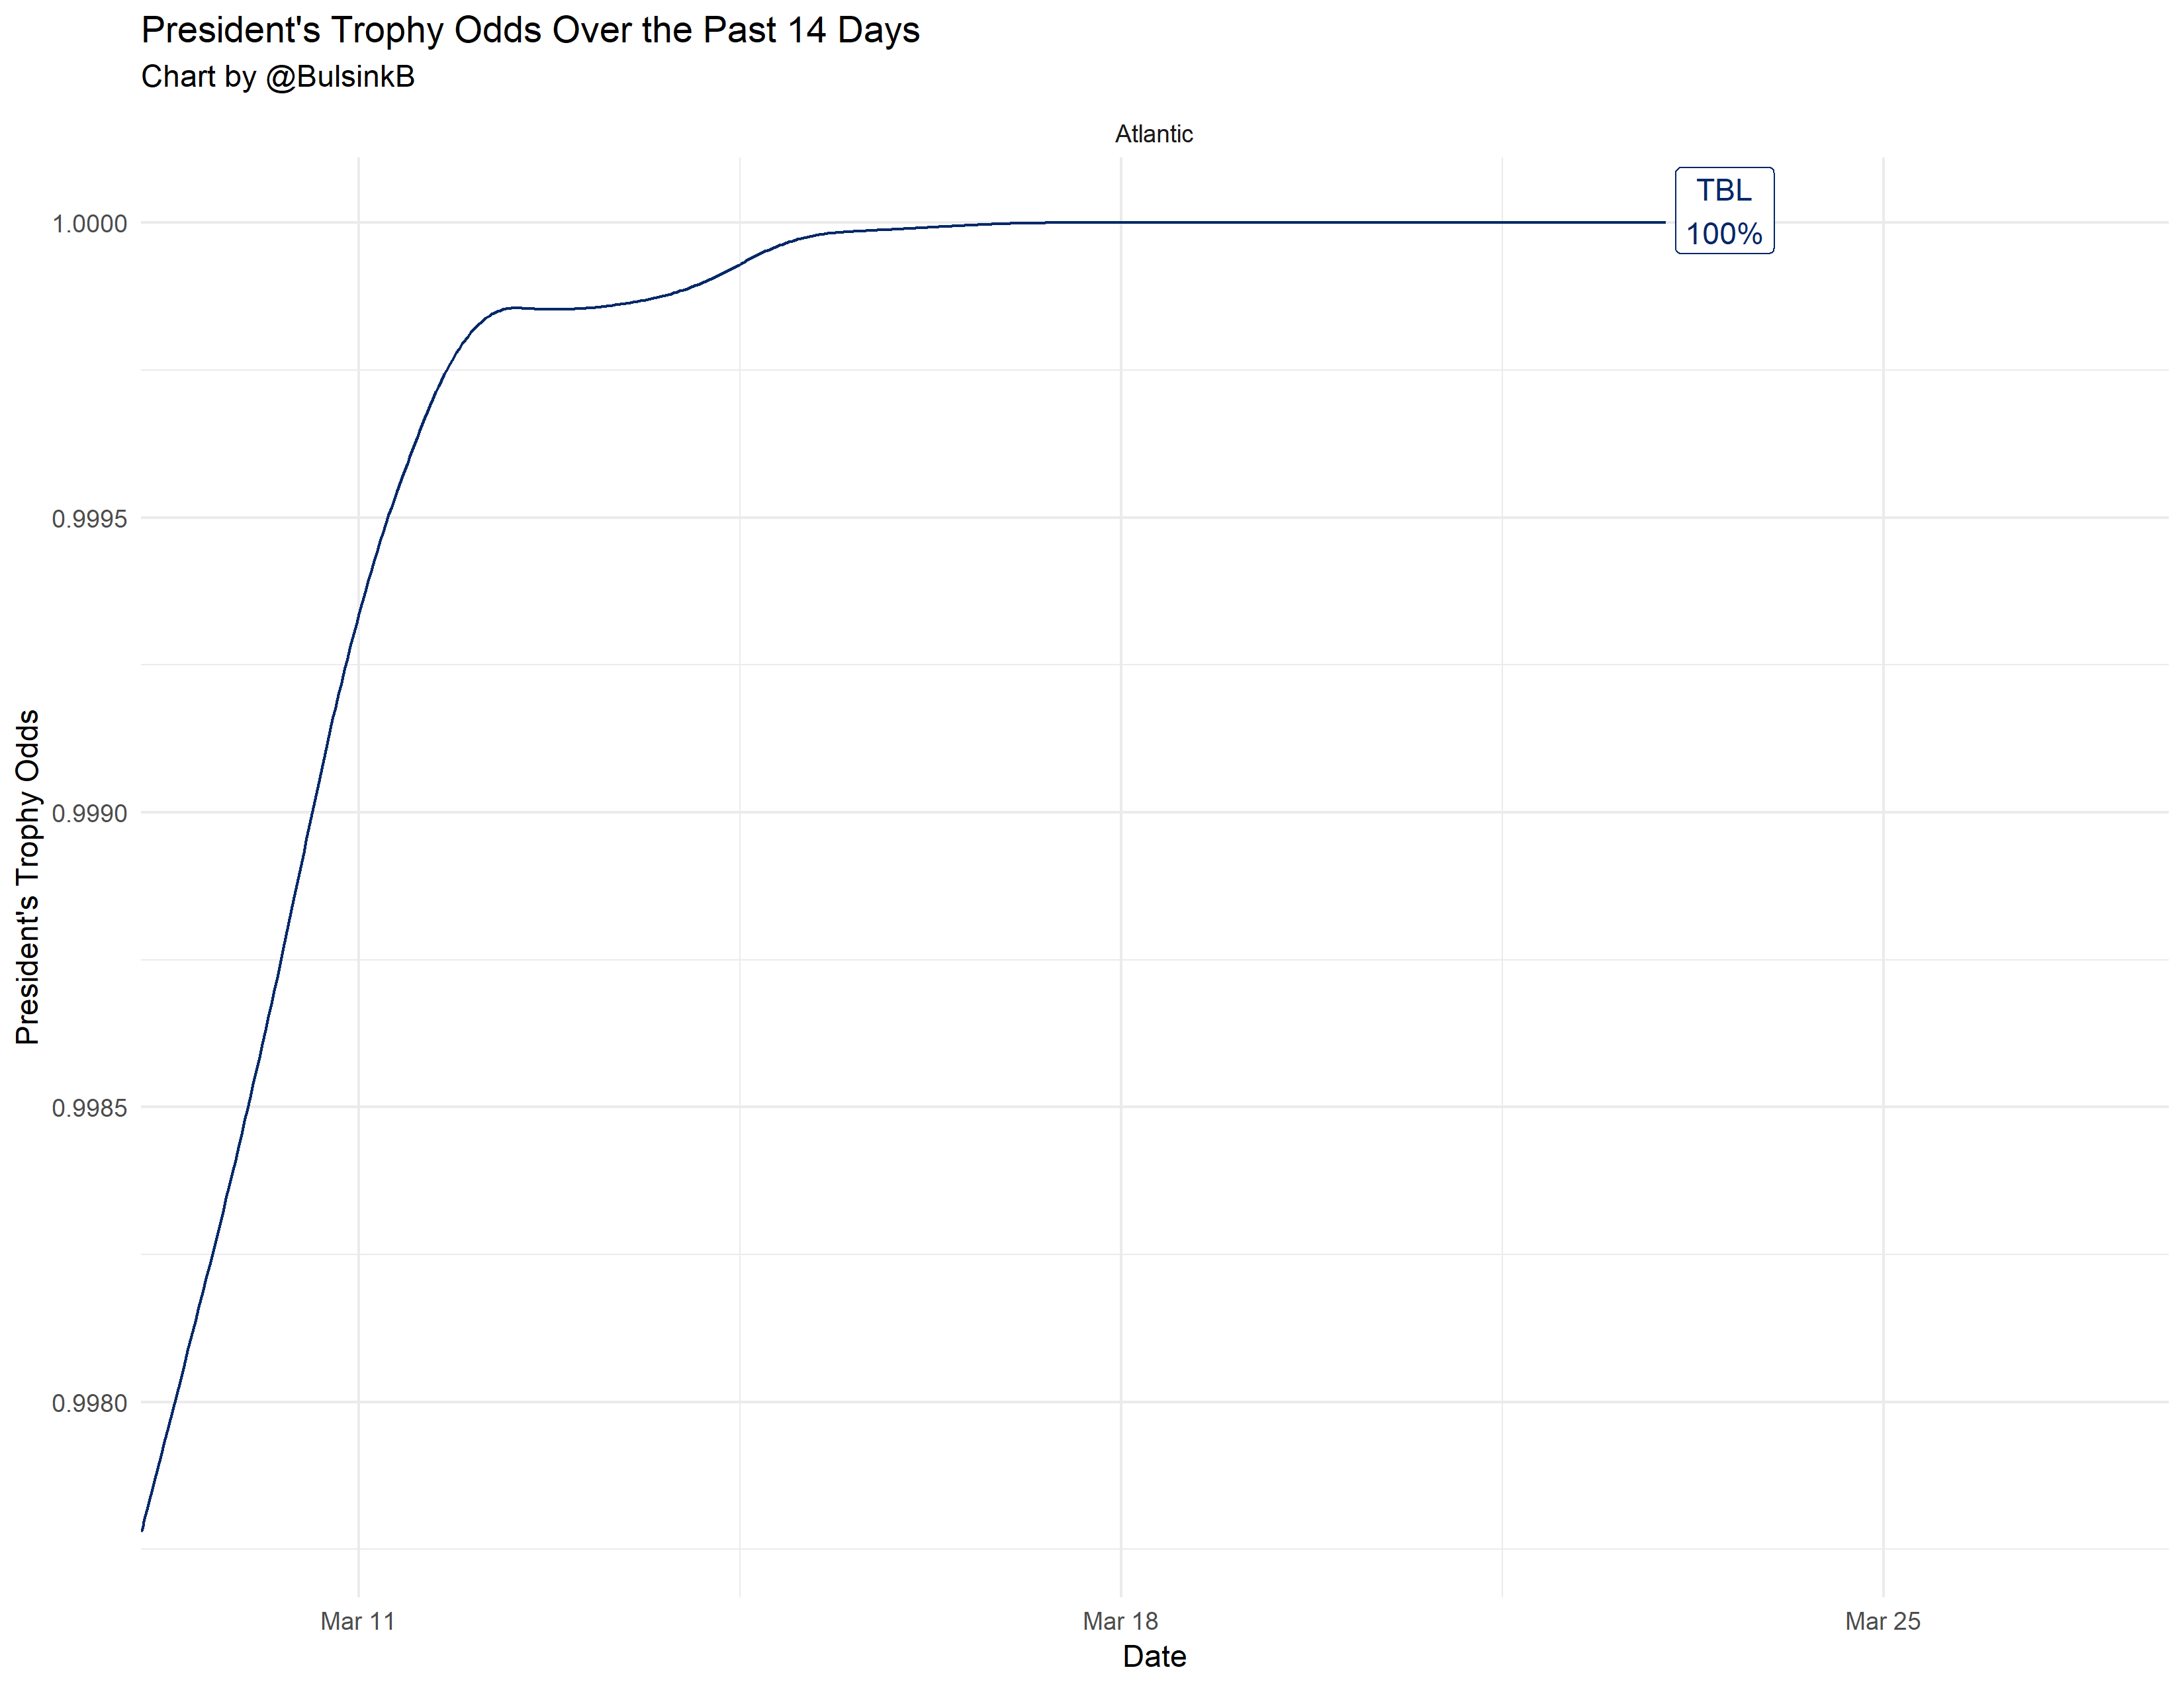 President's Trophy Odds Over the Past 14 Days
Chart by @BulsinkB
Atlantic
TBL
100%
1.0000
0.9995
0.9990
0.9985
0.9980
President's Trophy Odds
Mar 11
Mar 18
Mar 25
Date